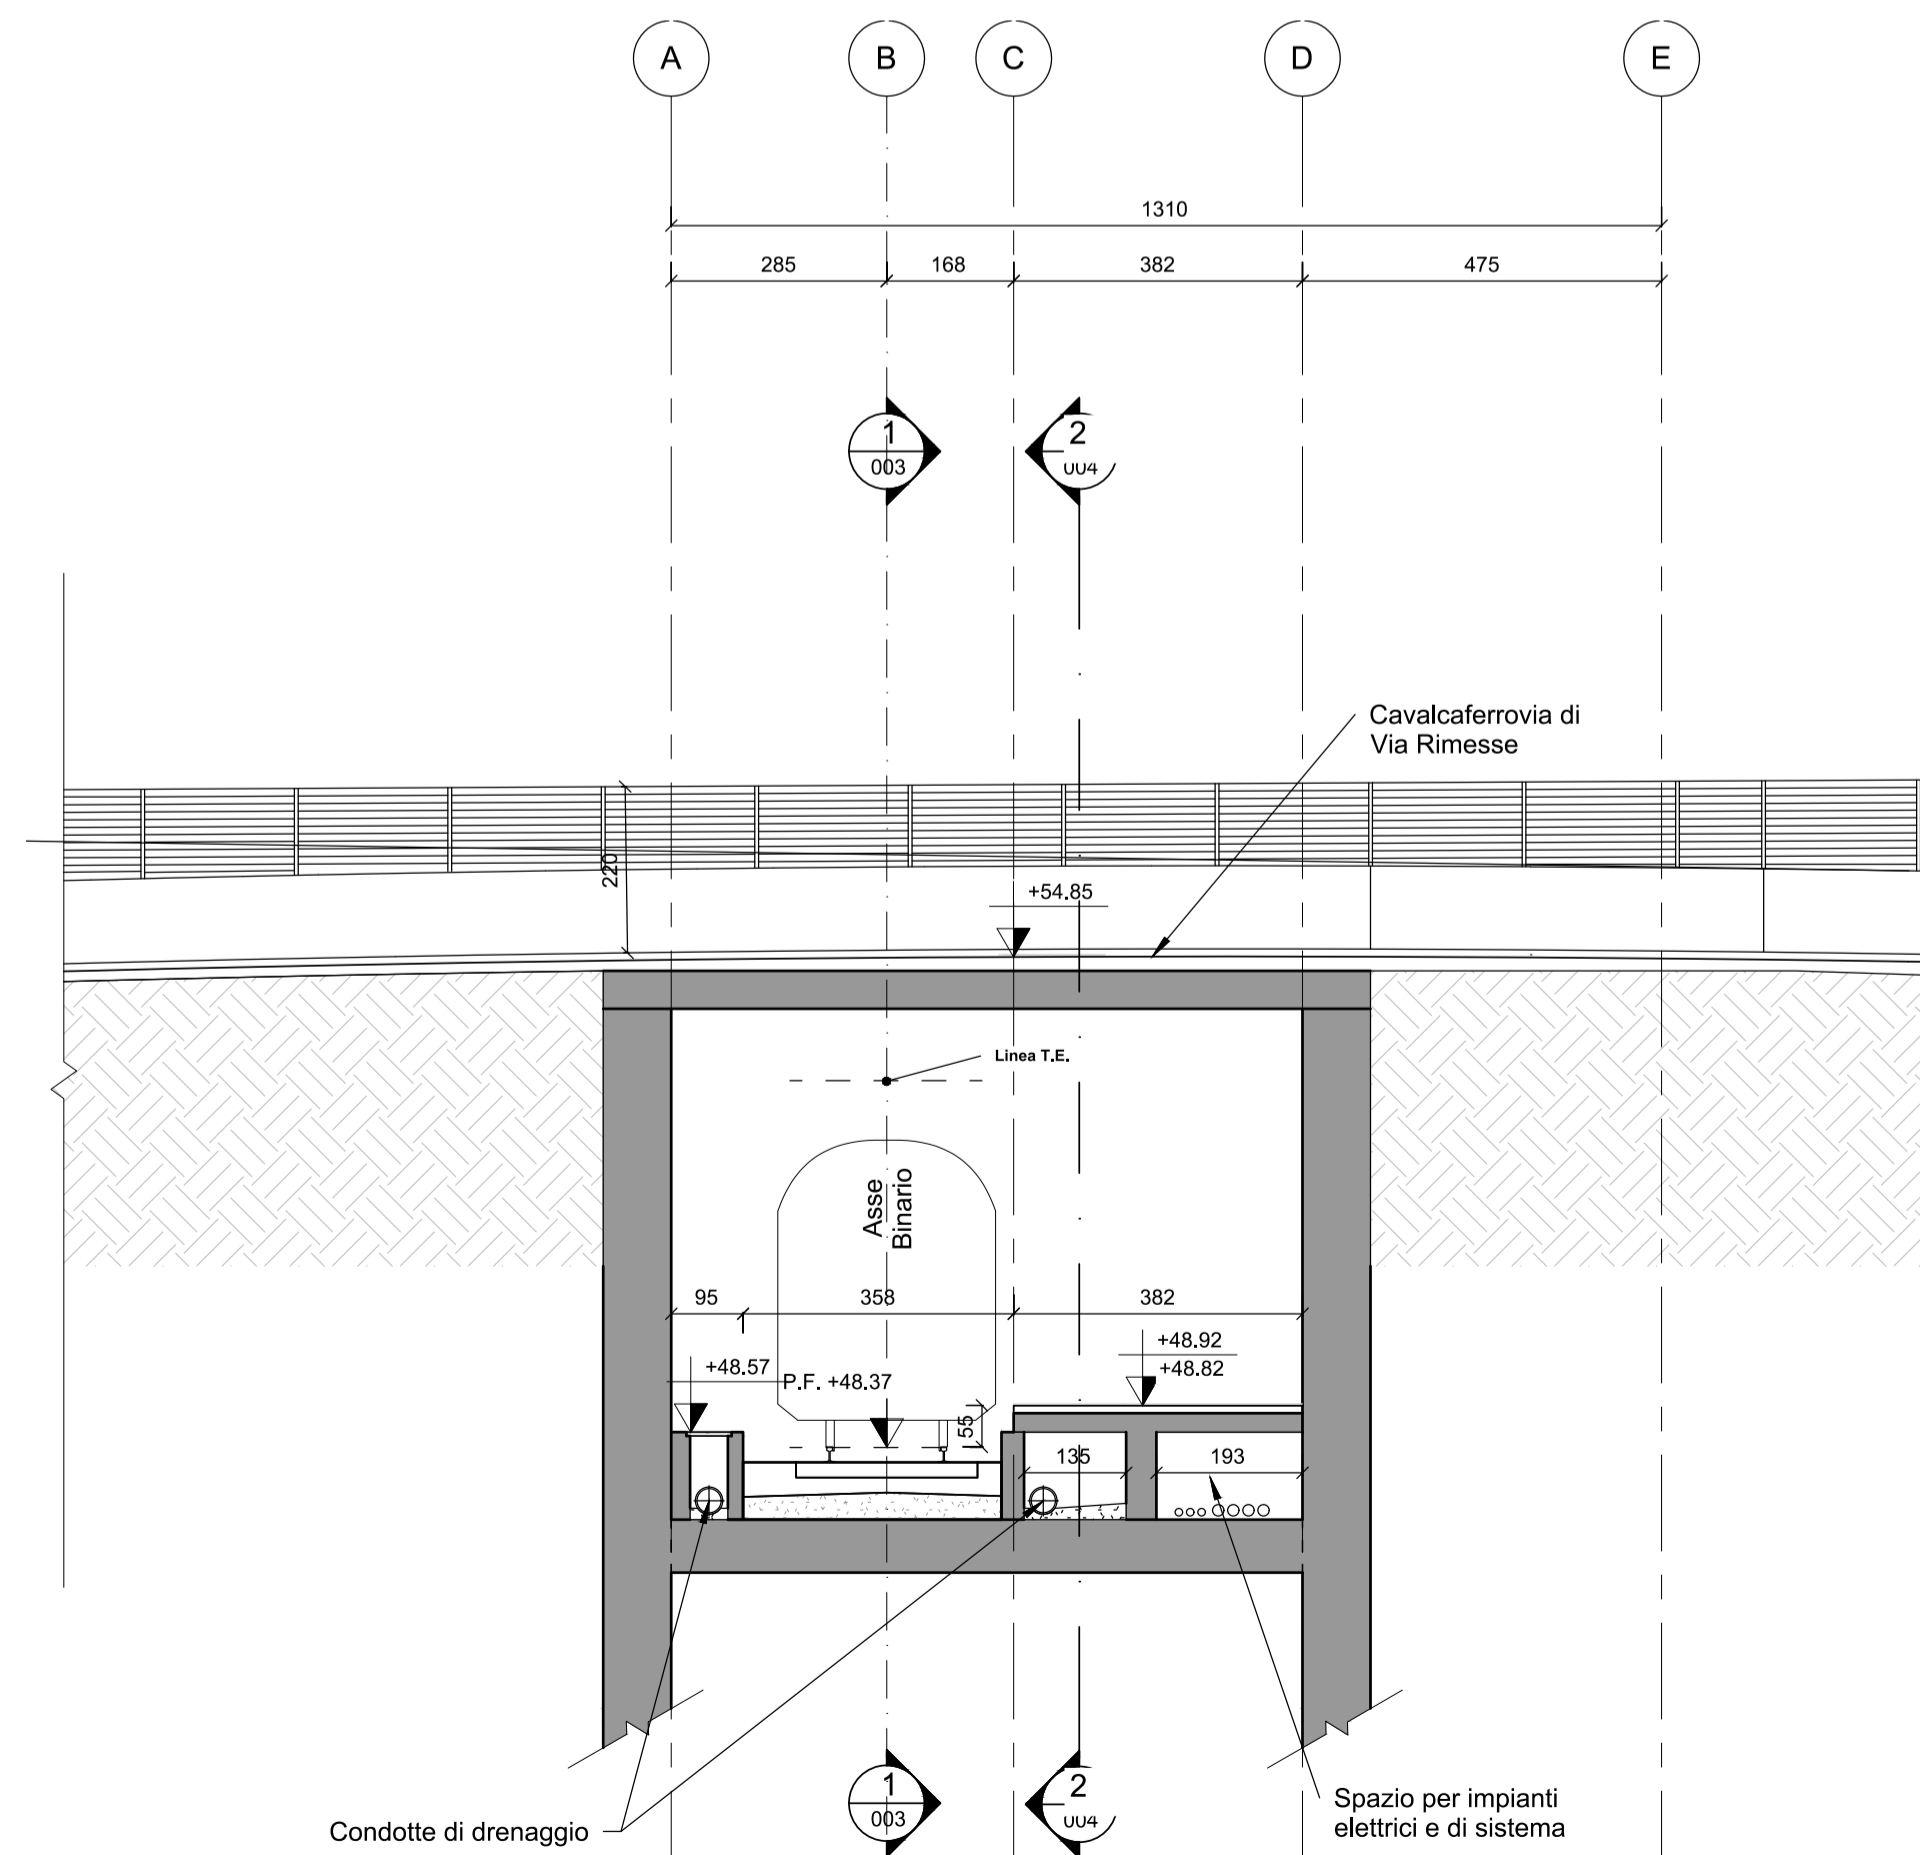 A B C D E
1310
285 168 382 475
1 2
003 004
Cavalcaferrovia di
Via Rimesse
220
+54.85
Linea T.E.
Asse
Binario
95 358 382
+48.92
+48.57 +48.82
P.F. +48.37
55
135 193
1 2
003 004
Spazio per impianti
elettrici e di sistema
Condotte di drenaggio